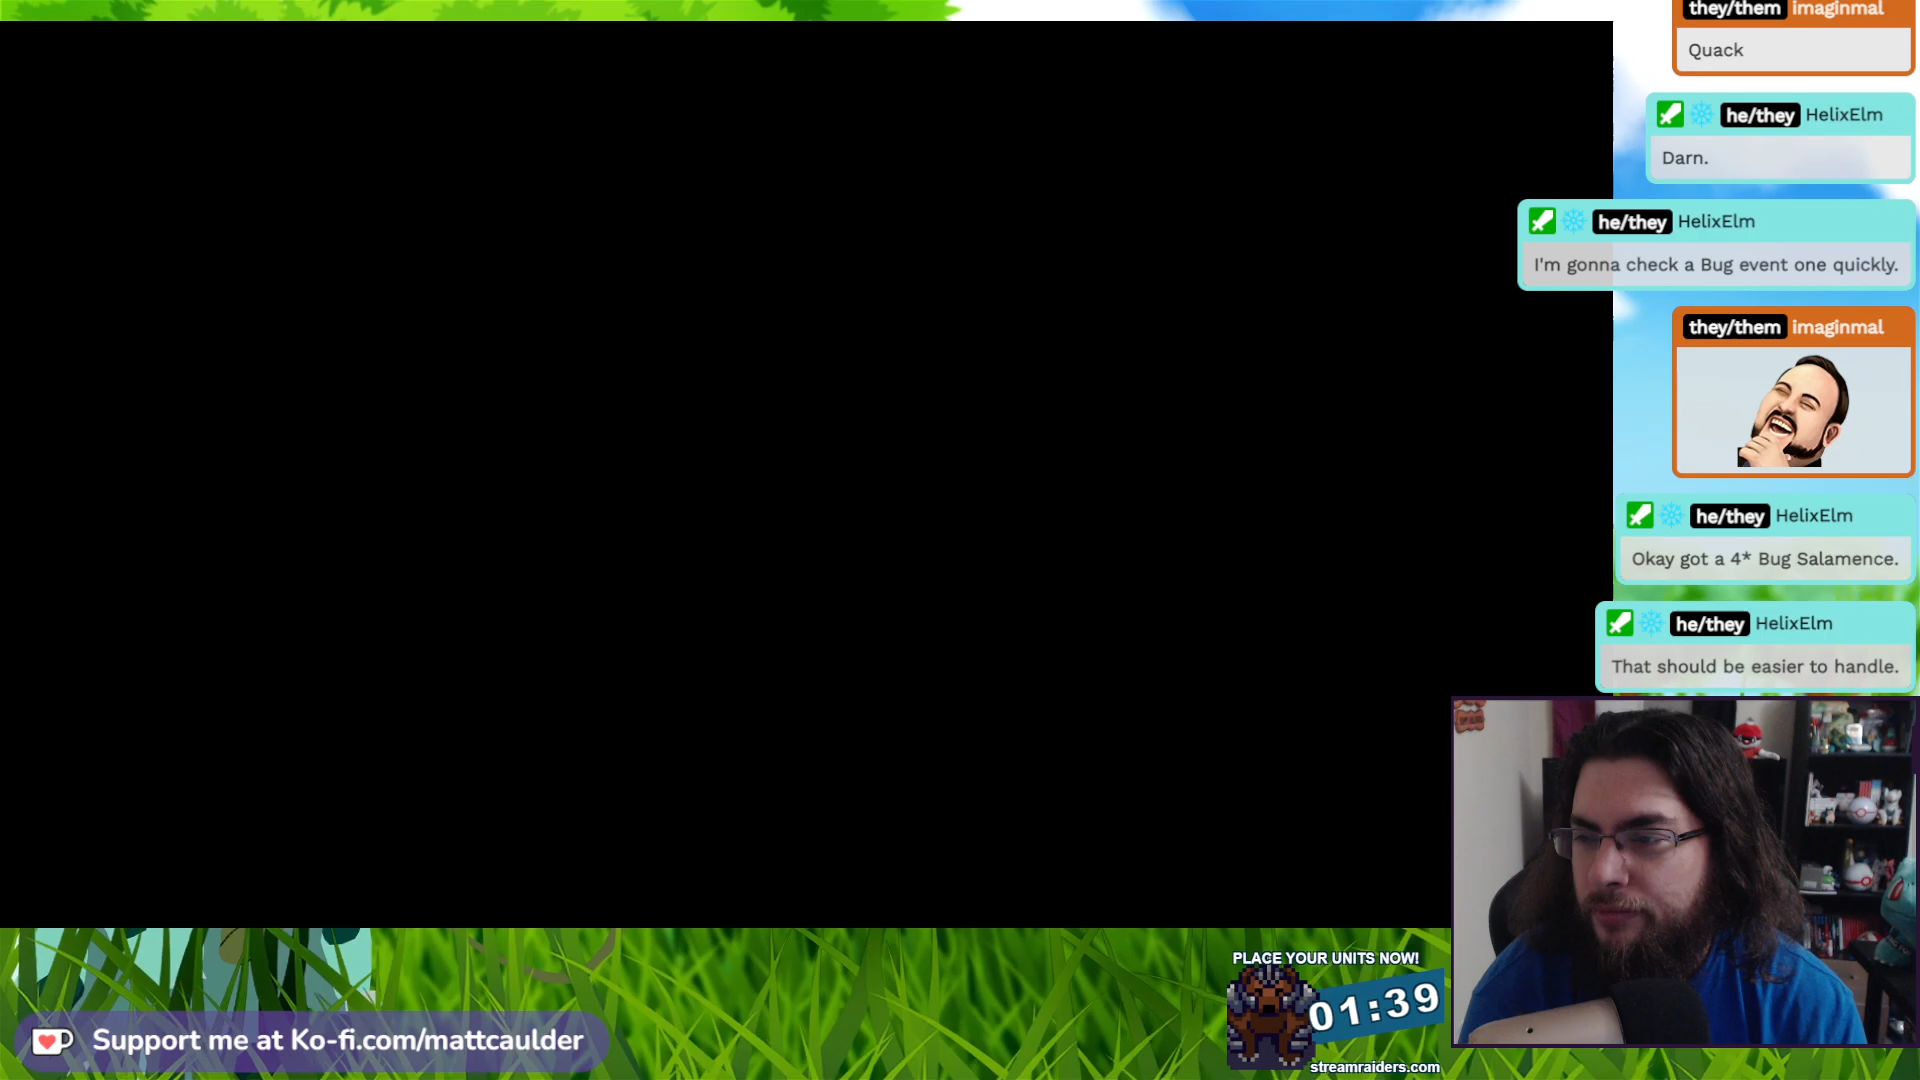 they/them imaginmal
Quack
he/they HelixElm
Darn.
he/they HelixElm
I'm gonna check a Bug event one quickly.
they/them imaginmal
he/they HelixElm
Okay got a 4* Bug Salamence.
he/they HelixElm
That should be easier to handle.
PLACE YOUR UNITS NOW!
01:39
streamraiders.com
Support me at Ko-fi.com/mattcaulder